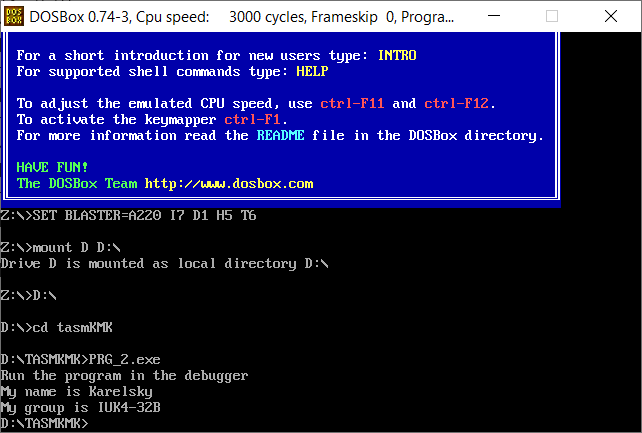 DOS
BOX
DOSBox 0.74-3, Cpu speed: 3000 cycles, Frameskip 0, Progra...
For a short introduction for new users type: INTRO
For supported shell commands type: HELP
To adjust the emulated CPU speed, use ctrl-F11 and ctrl-F12.
To activate the keymapper ctrl-F1.
For more information read the README file in the DOSBox directory.
HAVE FUN!
The DOSBox Team http://www.dosbox.com
Z:\>SET BLASTER=A220 I7 D1 H5 T6
Z:\>mount D D:\
Drive D is mounted as local directory D:\
Z:\>D:\
D:\>cd tasmKMK
D:\TASMKMK>PRG_2.exe
Run the program in the debugger
My name is Karelsky
My group is IUK4-32B
D:\TASMKMK>